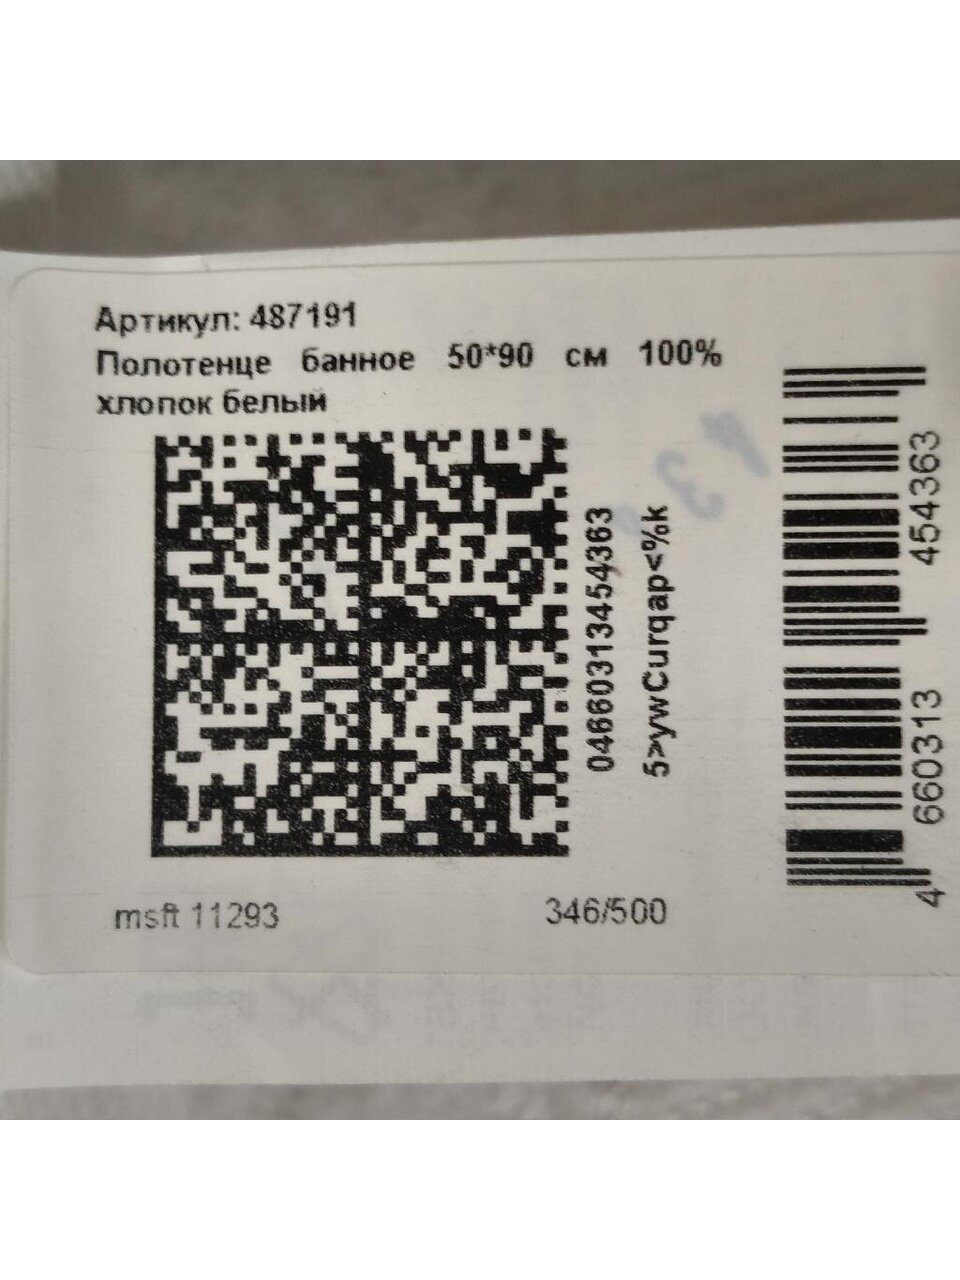 Артикул: 487191
Полотенце банное 50*90 см 100%
хлопок белый
04660313454363
5>ywCurqap<%k
4 660313 454363
msft 11293
346/500